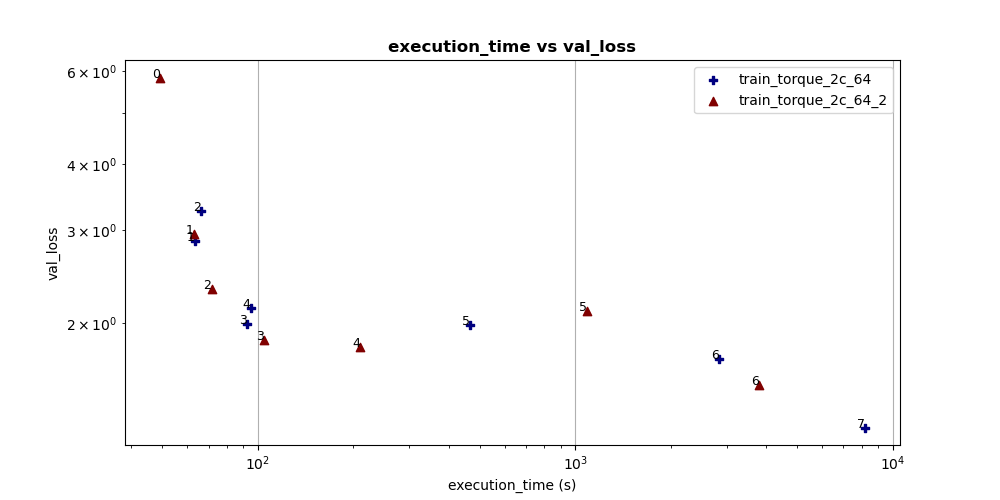 execution_time vs val_loss
train_torque_2c_64
train_torque_2c_64_2
6 × 10⁰
4 × 10⁰
3 × 10⁰
2 × 10⁰
val_loss
0
2
1
1
2
4
3
3
4
5
5
6
6
7
10²
10³
10⁴
execution_time (s)